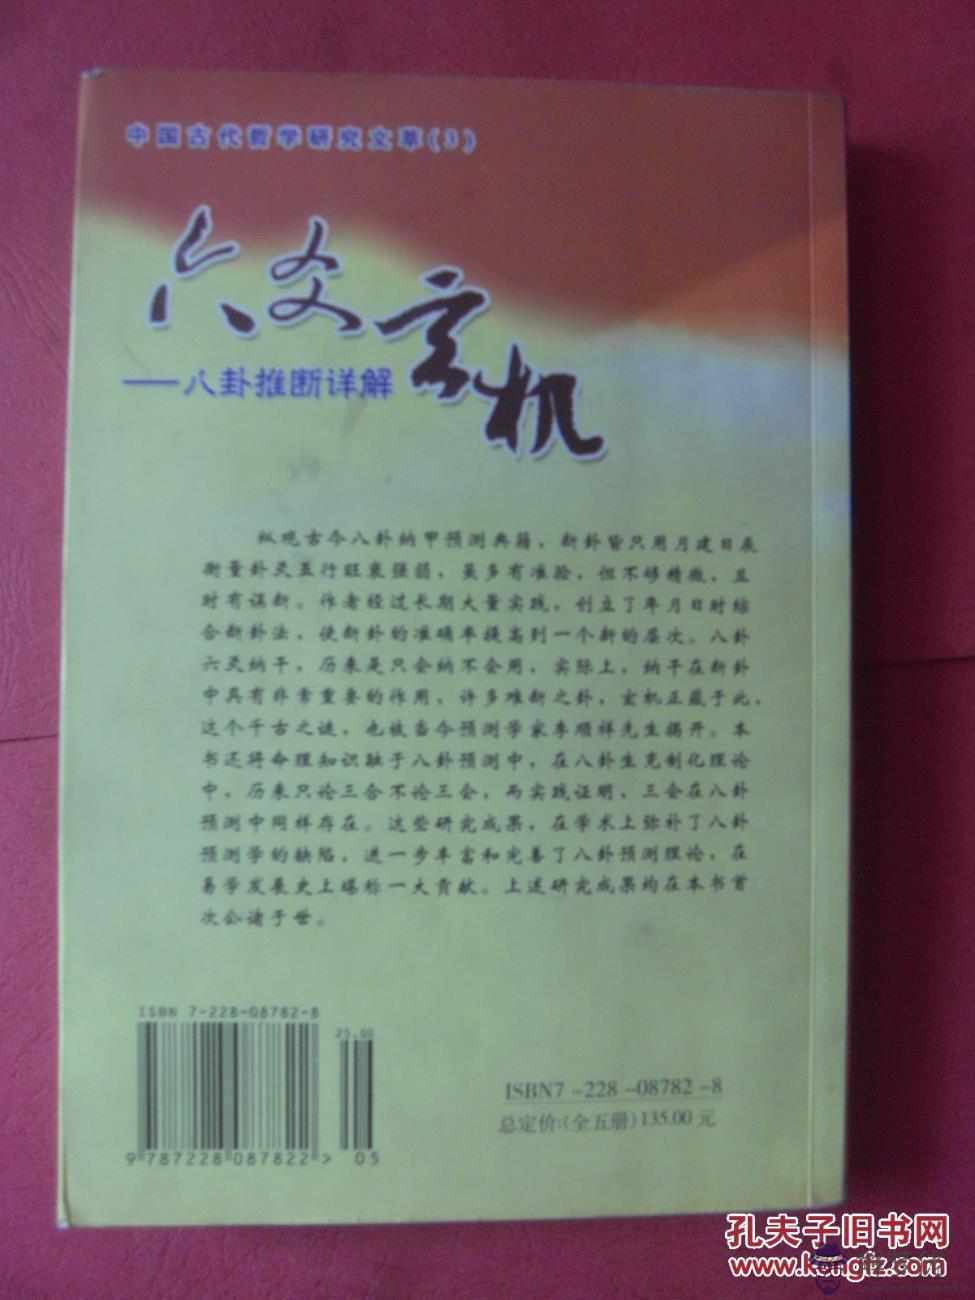 中国古代哲学研究文萃(3)
六爻玄机
——八卦推断详解
纵观古今八卦纳甲预测典籍，断卦皆只用月建日辰
衡量卦爻五行旺衰强弱，虽多有准验，但不够精微，且
时有误断。作者经过长期大量实践，创立了年月日时综
合断卦法，使断卦的准确率提高到一个新的层次。八卦
六爻纳干，历来是只会纳不会用，实际上，纳干在断卦
中具有非常重要的作用，许多难断之卦，玄机正藏于此，
这个千古之谜，也被当今预测学家李顺祥先生揭开。本
书还将命理知识融于八卦预测中，在八卦生克制化理论
中，历来只论三合不论三会，而实践证明，三会在八卦
预测中同样存在。这些研究成果，在学术上弥补了八卦
预测学的缺陷，进一步丰富和完善了八卦预测理论，在
易学发展史上堪称一大贡献。上述研究成果均在本书首
次公诸于世。
ISBN 7-228-08782-8
25.00
9 787228 087822 > 05
ISBN7-228-08782-8
总定价:(全五册)135.00元
孔夫子旧书网
www.kongfz.com